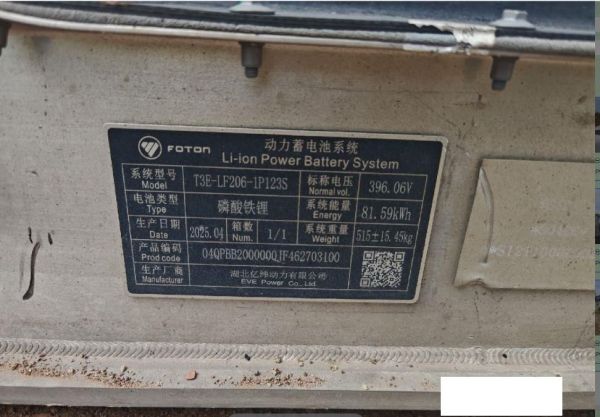 FOTON 动力蓄电池系统
Li-ion Power Battery System
系统型号 Model T3E-LF206-1P123S 标称电压 Normal vol. 396.06V
电池类型 Type 磷酸铁锂 系统能量 Energy 81.59kWh
生产日期 Date 2025.04 箱数 Num. 1/1 系统重量 Weight 515±15.45kg
产品编码 Prod code 04QPBB2000000JF462703100
生产厂商 Manufacturer 湖北亿纬动力有限公司
EVE Power Co., Ltd.